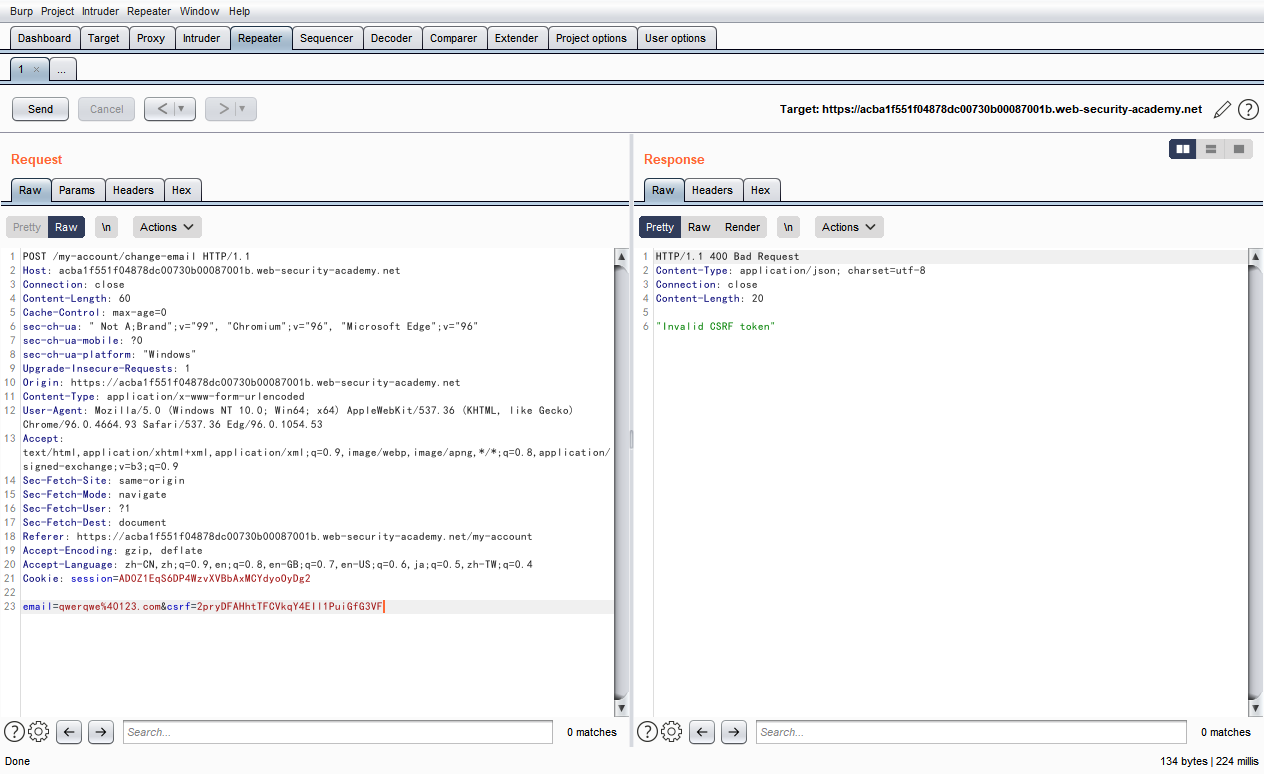 Burp Project Intruder Repeater Window Help
Dashboard Target Proxy Intruder Repeater Sequencer Decoder Comparer Extender Project options User options
1 × ...
Send Cancel < ▼ > ▼ Target: https://acba1f551f04878dc00730b00087001b.web-security-academy.net ?
Request
Raw Params Headers Hex
Pretty Raw \n Actions
1 POST /my-account/change-email HTTP/1.1
2 Host: acba1f551f04878dc00730b00087001b.web-security-academy.net
3 Connection: close
4 Content-Length: 60
5 Cache-Control: max-age=0
6 sec-ch-ua: " Not A;Brand";v="99", "Chromium";v="96", "Microsoft Edge";v="96"
7 sec-ch-ua-mobile: ?0
8 sec-ch-ua-platform: "Windows"
9 Upgrade-Insecure-Requests: 1
10 Origin: https://acba1f551f04878dc00730b00087001b.web-security-academy.net
11 Content-Type: application/x-www-form-urlencoded
12 User-Agent: Mozilla/5.0 (Windows NT 10.0; Win64; x64) AppleWebKit/537.36 (KHTML, like Gecko)
Chrome/96.0.4664.93 Safari/537.36 Edg/96.0.1054.53
13 Accept:
text/html,application/xhtml+xml,application/xml;q=0.9,image/webp,image/apng,*/*;q=0.8,application/
signed-exchange;v=b3;q=0.9
14 Sec-Fetch-Site: same-origin
15 Sec-Fetch-Mode: navigate
16 Sec-Fetch-User: ?1
17 Sec-Fetch-Dest: document
18 Referer: https://acba1f551f04878dc00730b00087001b.web-security-academy.net/my-account
19 Accept-Encoding: gzip, deflate
20 Accept-Language: zh-CN,zh;q=0.9,en;q=0.8,en-GB;q=0.7,en-US;q=0.6,ja;q=0.5,zh-TW;q=0.4
21 Cookie: session=ADOZ1EqS6DP4WzvXVBbAxMCYdyoOyDg2
22
23 email=qwerqwe%40123.com&csrf=2pryDFAHhtTFCVkqY4EIl1PuiGfG3VF
? Search... 0 matches
Response
Raw Headers Hex
Pretty Raw Render \n Actions
1 HTTP/1.1 400 Bad Request
2 Content-Type: application/json; charset=utf-8
3 Connection: close
4 Content-Length: 20
5
6 "Invalid CSRF token"
? Search... 0 matches
Done 134 bytes | 224 millis